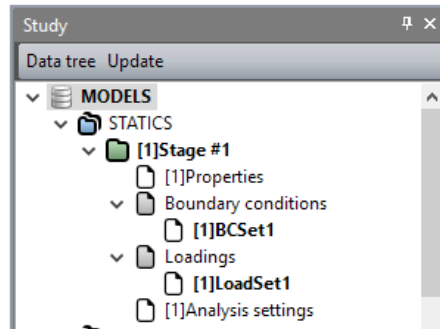 Study
Data tree Update
MODELS
STATICS
[1]Stage #1
[1]Properties
Boundary conditions
[1]BCSet1
Loadings
[1]LoadSet1
[1]Analysis settings